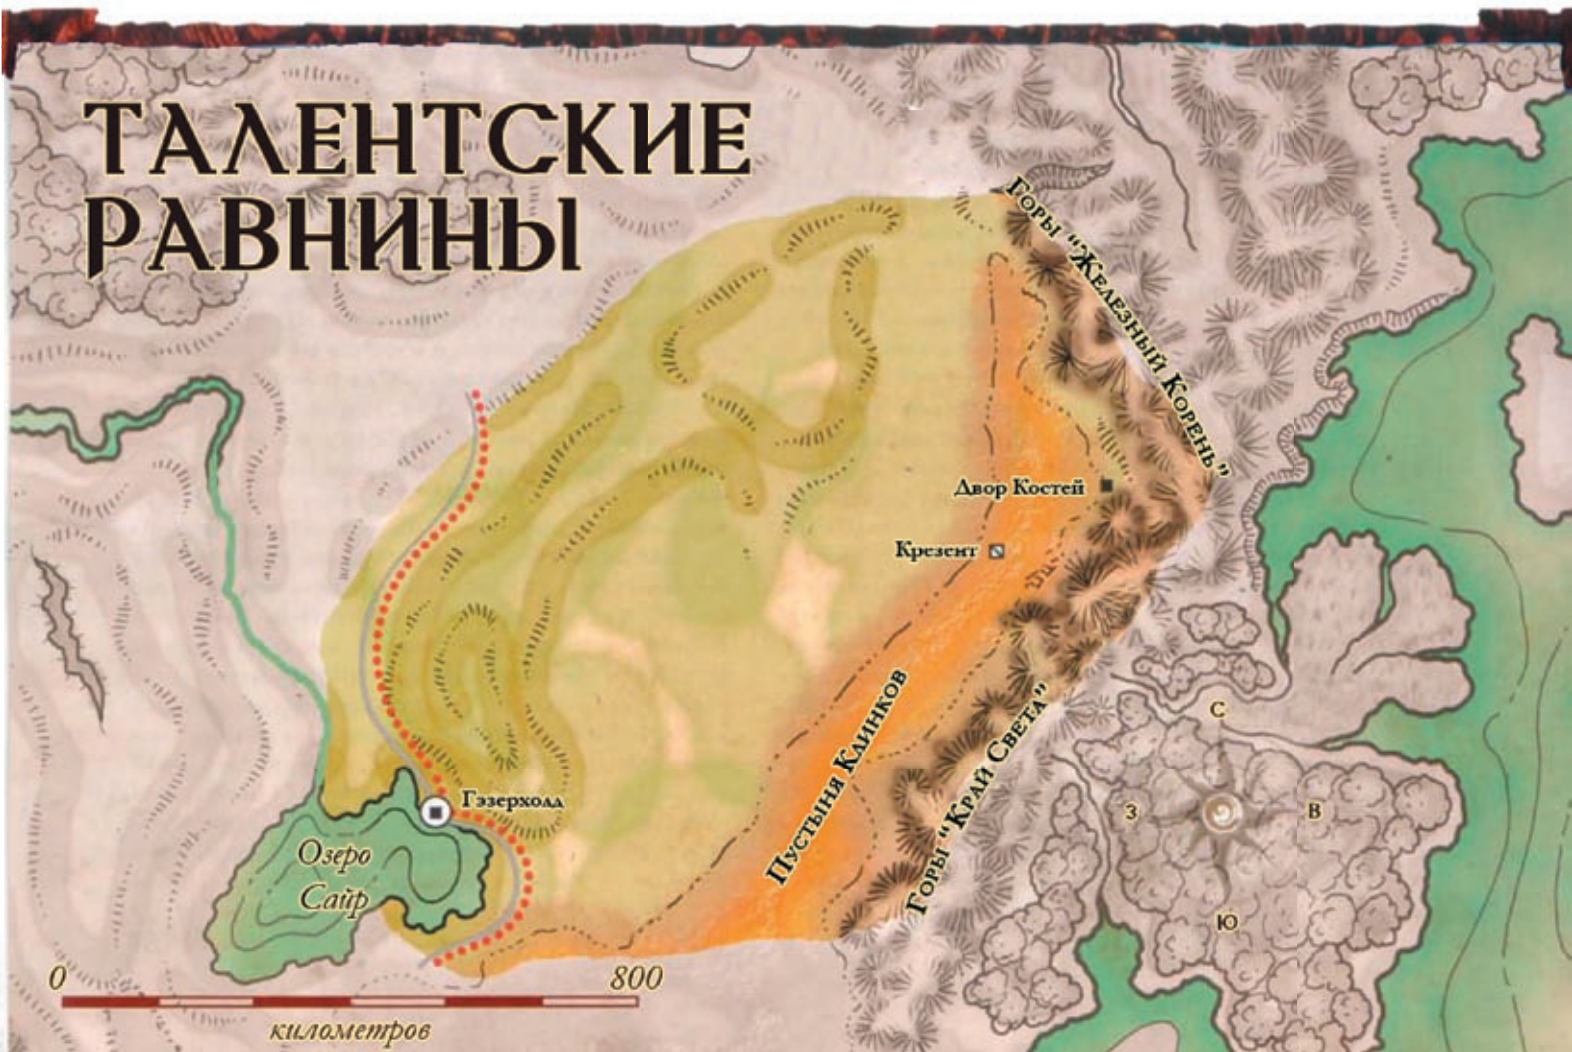 ТАЛЕНТСКИЕ
РАВНИНЫ
Горы "Железный Корень"
Двор Костей
Крезент
Пустыня Клинков
Горы "Край Света"
С
Гэзерхолд
З
В
Озеро
Сайр
Ю
0
800
километров